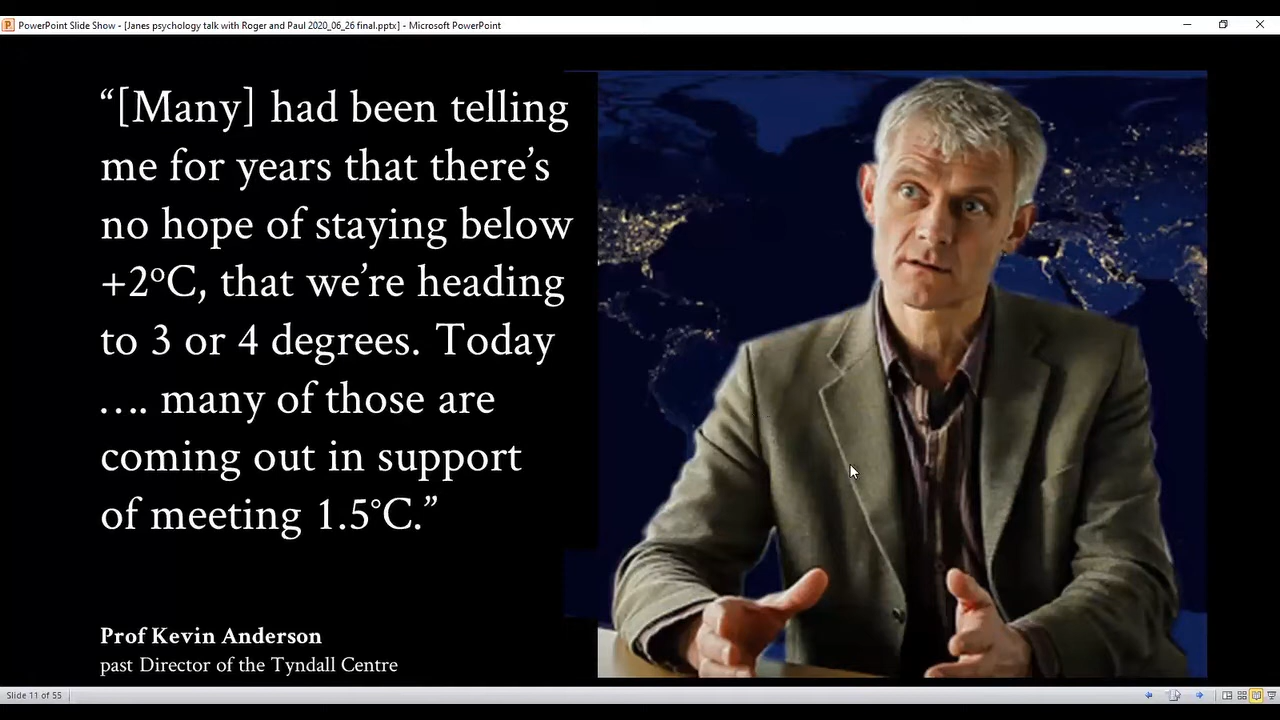 PowerPoint Slide Show - [Janes psychology talk with Roger and Paul 2020_06_26 final.pptx] - Microsoft PowerPoint
“[Many] had been telling
me for years that there’s
no hope of staying below
+2ºC, that we’re heading
to 3 or 4 degrees. Today
…. many of those are
coming out in support
of meeting 1.5°C.”
Prof Kevin Anderson
past Director of the Tyndall Centre
Slide 11 of 55